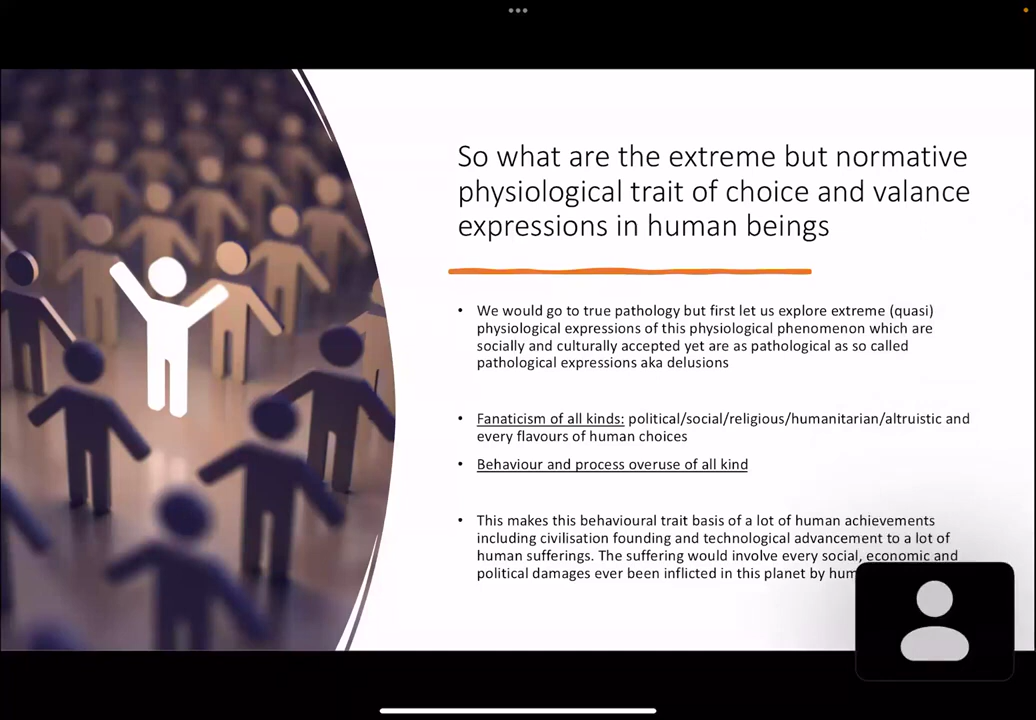 So what are the extreme but normative
physiological trait of choice and valance
expressions in human beings
• We would go to true pathology but first let us explore extreme (quasi)
physiological expressions of this physiological phenomenon which are
socially and culturally accepted yet are as pathological as so called
pathological expressions aka delusions
• Fanaticism of all kinds: political/social/religious/humanitarian/altruistic and
every flavours of human choices
• Behaviour and process overuse of all kind
• This makes this behavioural trait basis of a lot of human achievements
including civilisation founding and technological advancement to a lot of
human sufferings. The suffering would involve every social, economic and
political damages ever been inflicted in this planet by